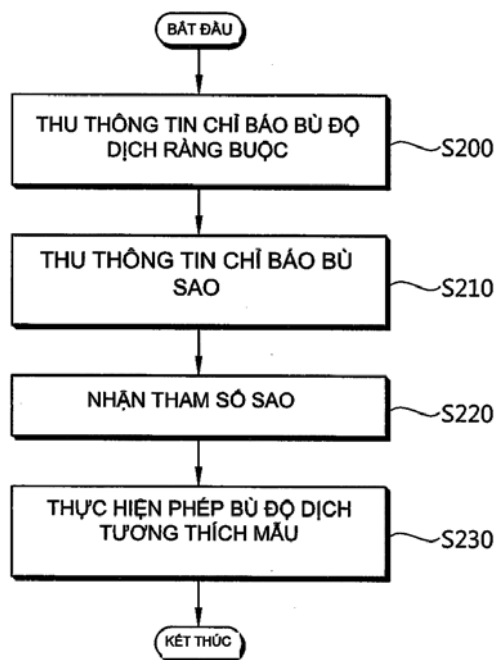 BẮT ĐẦU
THU THÔNG TIN CHỈ BÁO BÙ ĐỘ
DỊCH RÀNG BUỘC
S200
THU THÔNG TIN CHỈ BÁO BÙ
SAO
S210
NHẬN THAM SỐ SAO
S220
THỰC HIỆN PHÉP BÙ ĐỘ DỊCH
TƯƠNG THÍCH MẪU
S230
KẾT THÚC